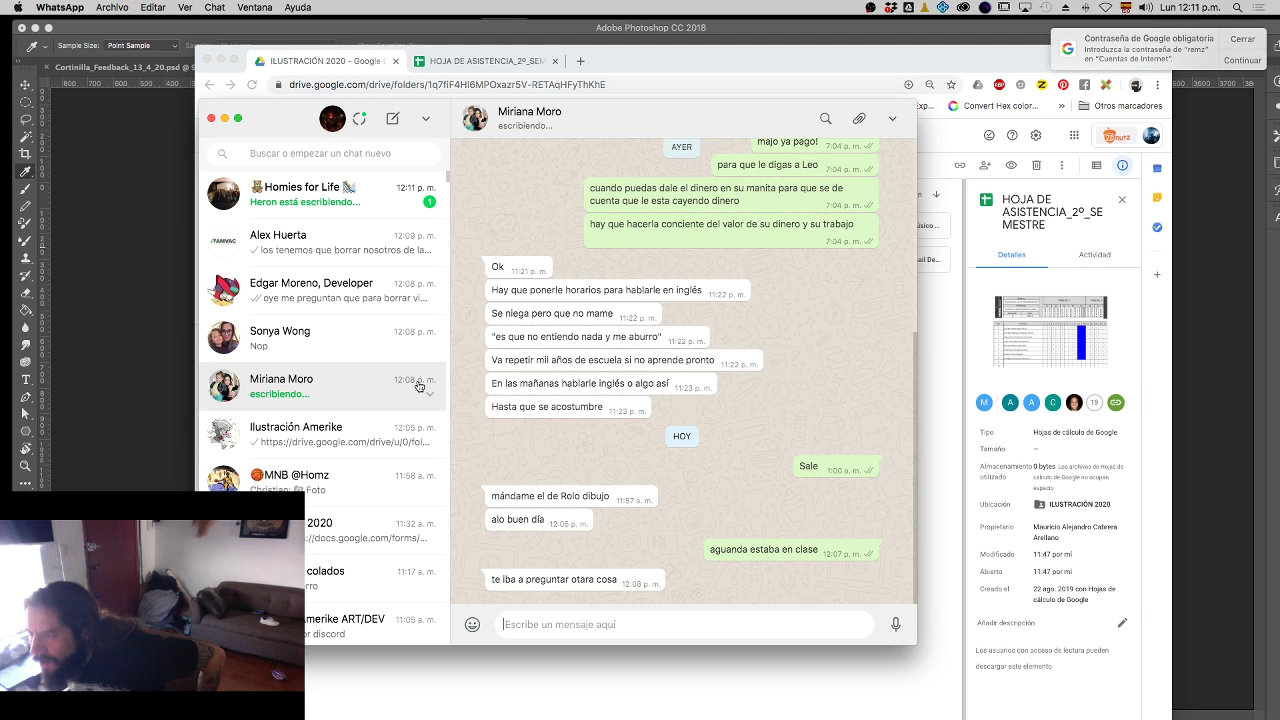 WhatsApp Archivo Editar Ver Chat Ventana Ayuda
Lun 12:11 p. m.
Adobe Photoshop CC 2018
Sample Size: Point Sample
Cortinilla_Feedback_13_4_20.psd @
Contraseña de Google obligatoria
Introduzca la contraseña de "remz"
en "Cuentas de Internet".
Cerrar
Continuar
ILUSTRACIÓN 2020 - Google
HOJA DE ASISTENCIA_2º_SEM
drive.google.com/drive/folders/
Convert Hex color...
Otros marcadores
Buscar o empezar un chat nuevo
Homies for Life
12:11 p. m.
Heron está escribiendo...
1
Alex Huerta
12:09 p. m.
los tenemos que borrar nosotros de la...
Edgar Moreno, Developer
12:08 p. m.
oye me preguntan que para borrar vi...
Sonya Wong
12:08 p. m.
Nop
Miriana Moro
12:08 p. m.
escribiendo...
Ilustración Amerike
12:05 p. m.
https://drive.google.com/drive/u/0/fol...
MNB @Homz
11:58 a. m.
Christian: Foto
2020
11:32 a. m.
s://docs.google.com/forms/...
colados
11:17 a. m.
rro
Amerike ART/DEV
11:05 a. m.
r discord
Miriana Moro
escribiendo...
majo ya pago!
7:04 p. m.
AYER
para que le digas a Leo
7:04 p. m.
cuando puedas dale el dinero en su manita para que se de
cuenta que le esta cayendo dinero
7:04 p. m.
hay que hacerla conciente del valor de su dinero y su trabajo
7:04 p. m.
Ok 11:21 p. m.
Hay que ponerle horarios para hablarle en inglés 11:22 p. m.
Se niega pero que no mame 11:22 p. m.
"es que no entiendo nada y me aburro" 11:22 p. m.
Va repetir mil años de escuela si no aprende pronto 11:22 p. m.
En las mañanas hablarle inglés o algo así 11:23 p. m.
Hasta que se acostumbre 11:23 p. m.
HOY
Sale 1:00 a. m.
mándame el de Rolo dibujo 11:57 a. m.
alo buen día 12:05 p. m.
aguanda estaba en clase 12:07 p. m.
te iba a preguntar otara cosa 12:08 p. m.
Escribe un mensaje aquí
HOJA DE
ASISTENCIA_2º_SE
MESTRE
Detalles
Actividad
M A A C 19
Tipo
Hojas de cálculo de Google
Tamaño
—
Almacenamiento
utilizado
0 bytes Los archivos de Hojas de
cálculo de Google no ocupan
espacio
Ubicación
ILUSTRACIÓN 2020
Propietario
Mauricio Alejandro Cabrera
Arellano
Modificado
11:47 por mí
Abierto
11:47 por mí
Creado el
22 ago. 2019 con Hojas de
cálculo de Google
Añadir descripción
Los usuarios con acceso de lectura pueden
descargar este elemento